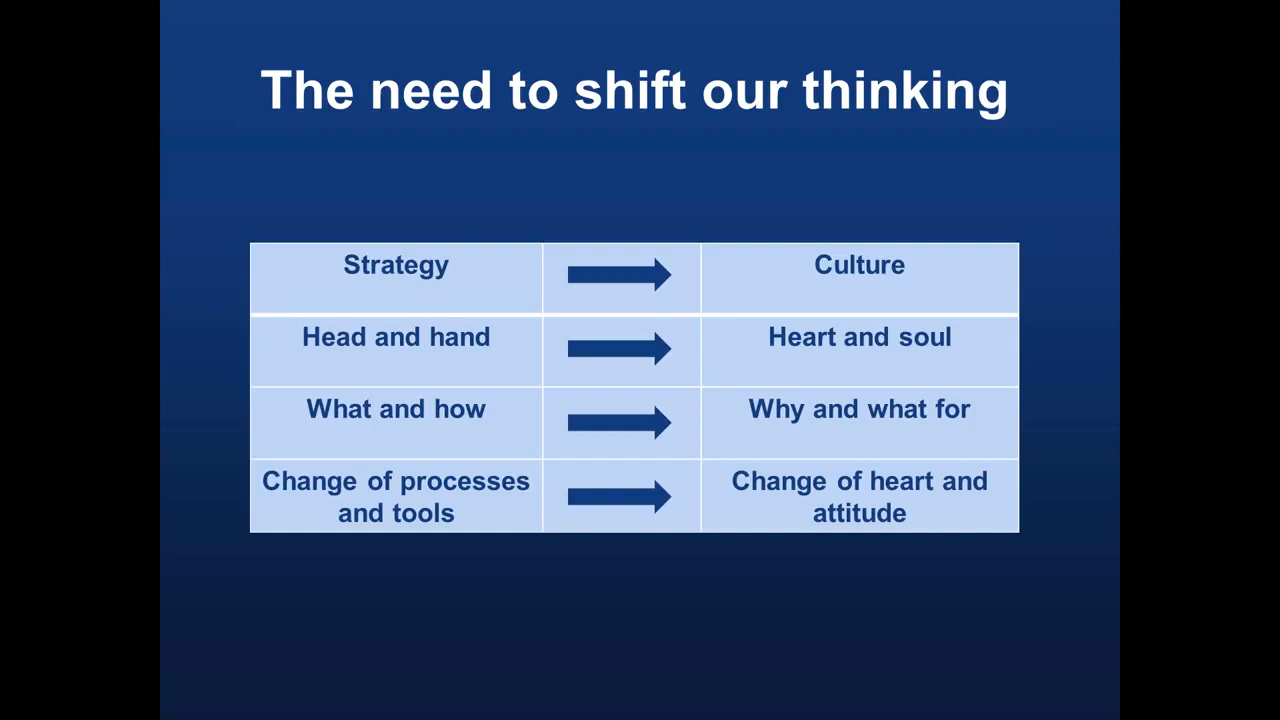 The need to shift our thinking
Strategy
Culture
Head and hand
Heart and soul
What and how
Why and what for
Change of processes
and tools
Change of heart and
attitude